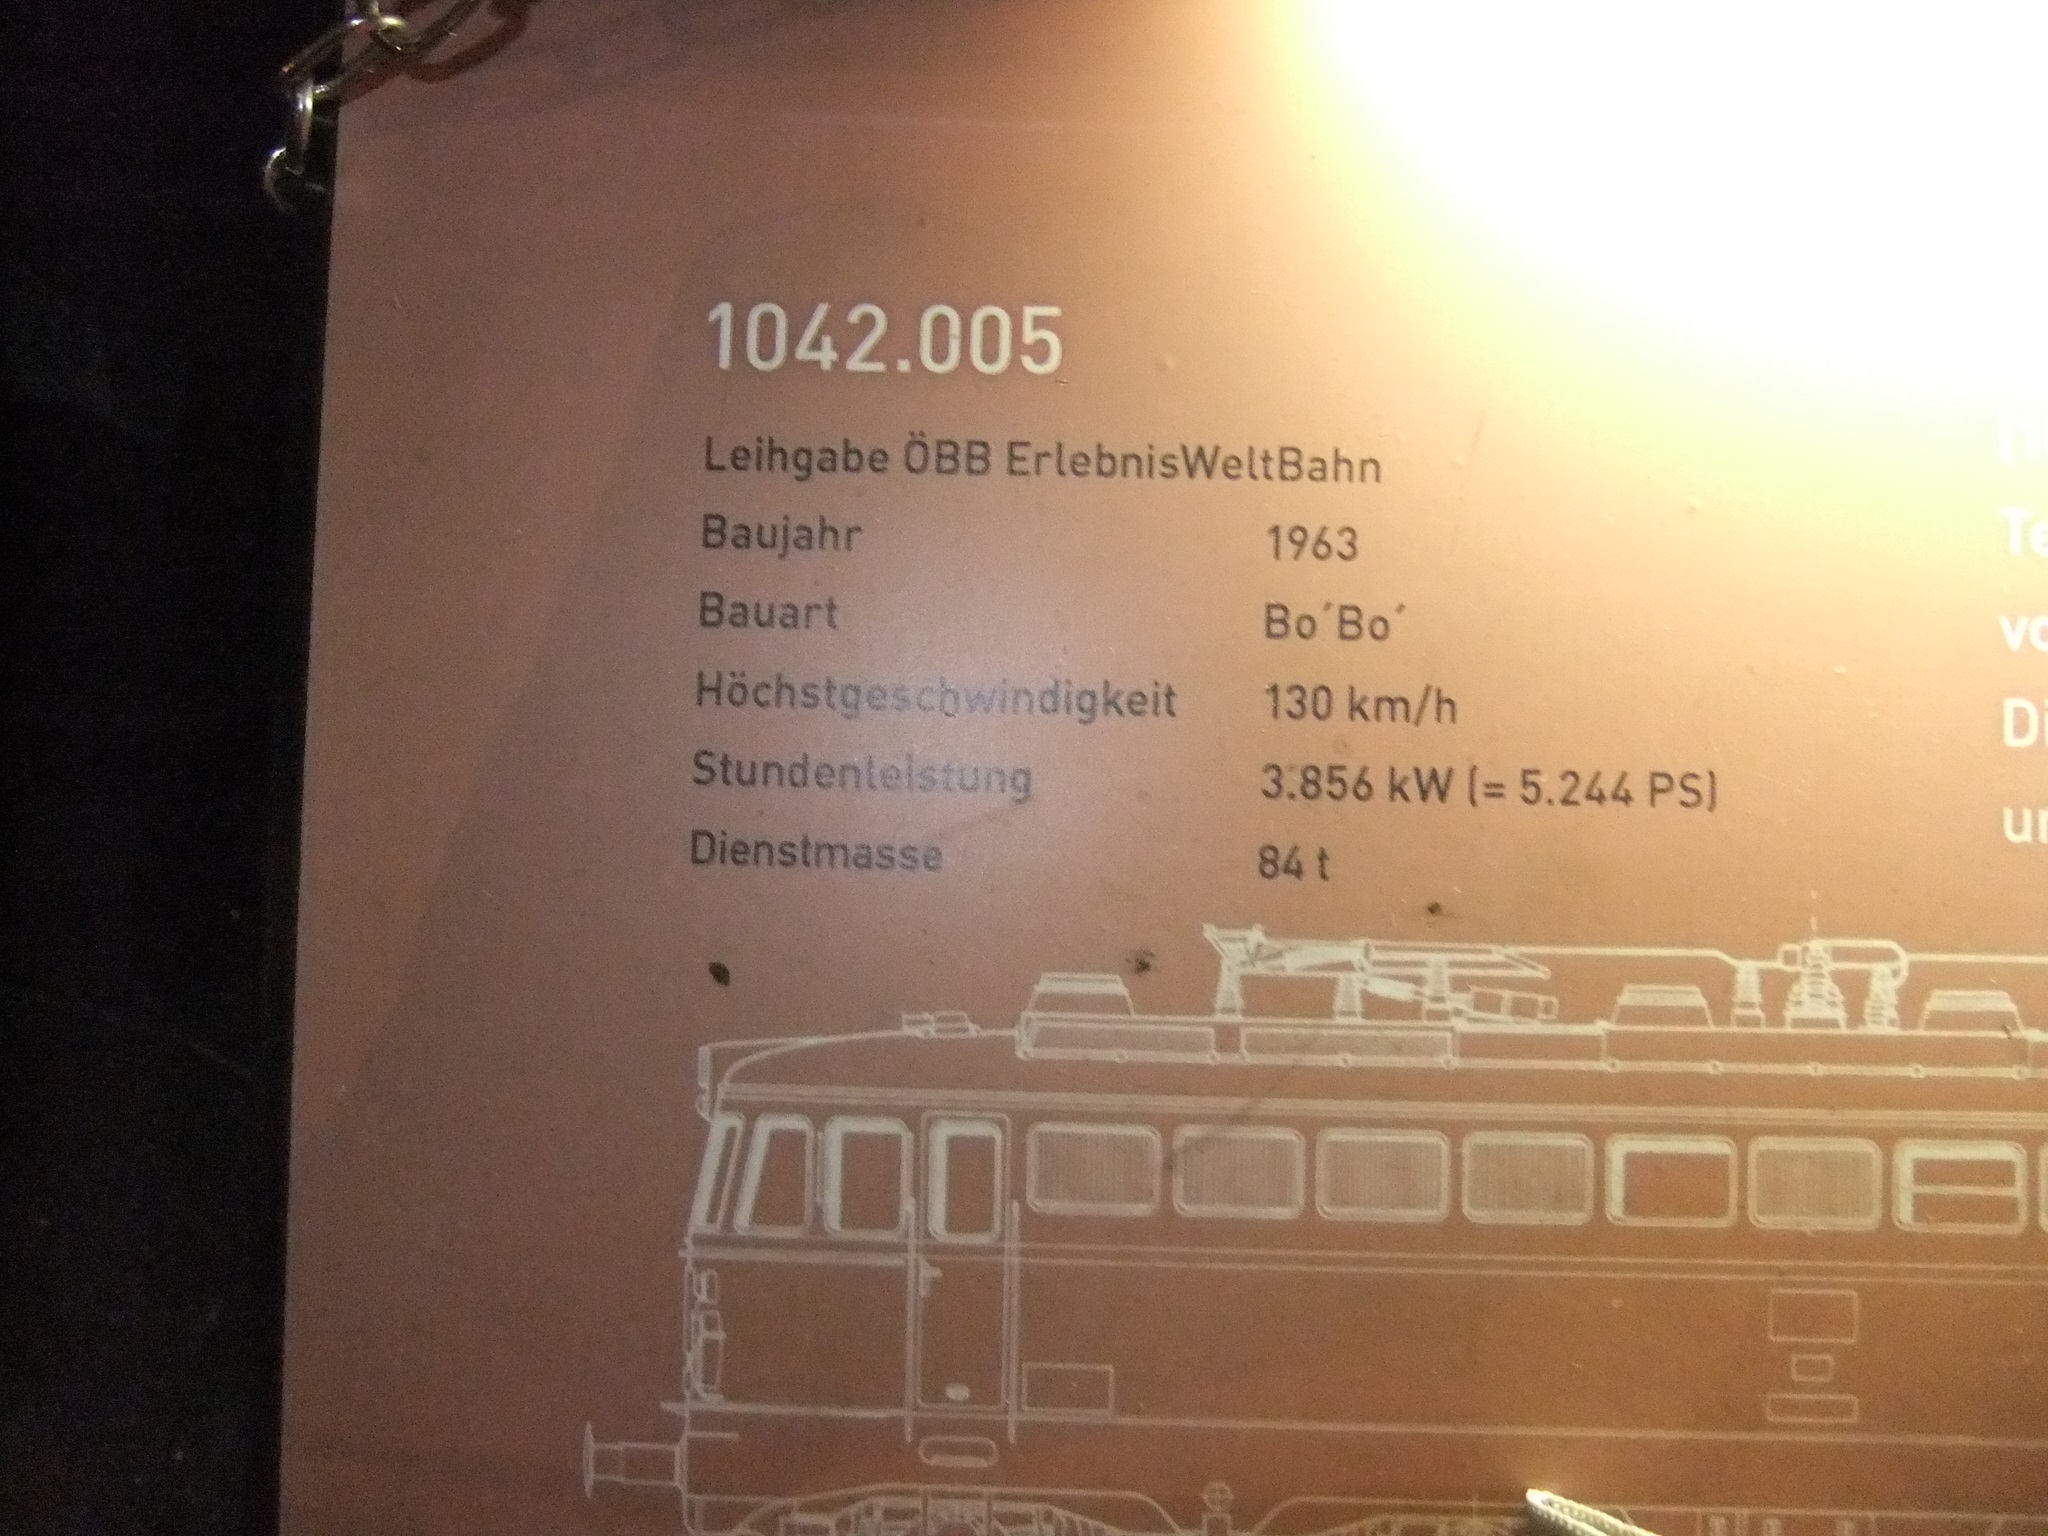 1042.005
Leihgabe ÖBB ErlebnisWeltBahn
Baujahr 1963
Bauart Bo´Bo´
Höchstgeschwindigkeit 130 km/h
Stundenleistung 3.856 kW (= 5.244 PS)
Dienstmasse 84 t